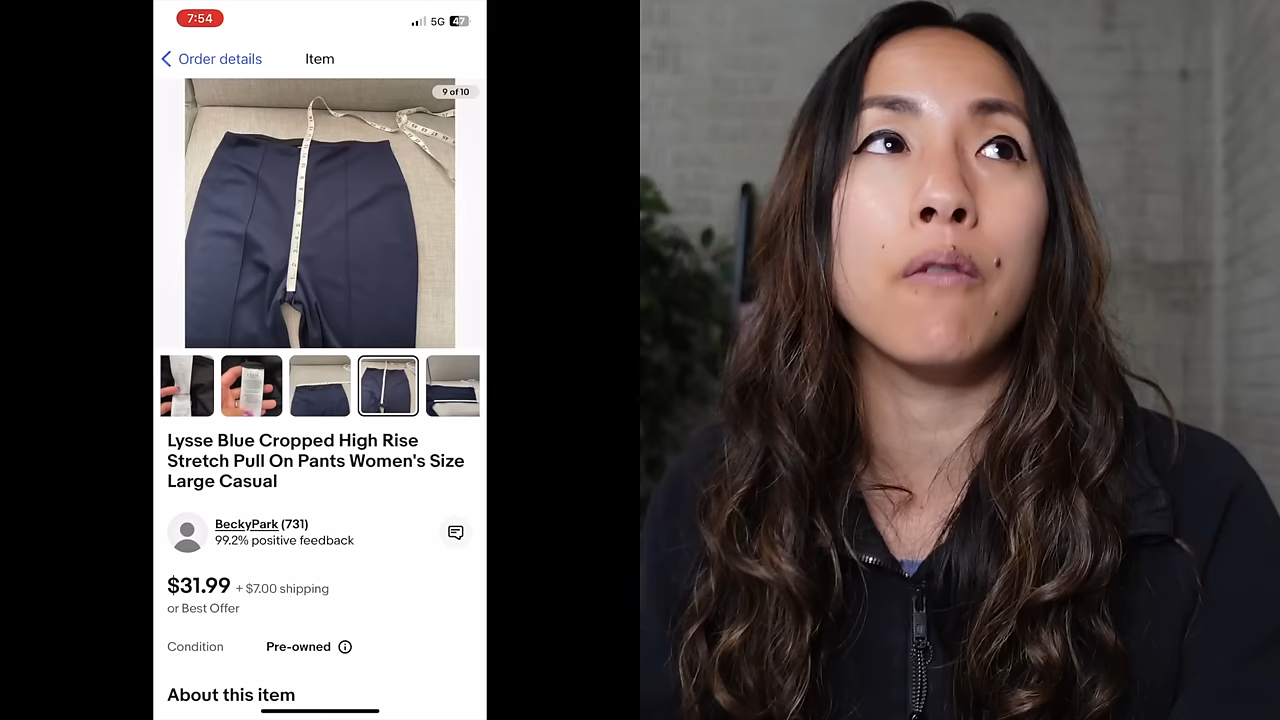 7:54
5G
47
Order details
Item
9 of 10
Lysse Blue Cropped High Rise
Stretch Pull On Pants Women's Size
Large Casual
BeckyPark (731)
99.2% positive feedback
$31.99 + $7.00 shipping
or Best Offer
Condition
Pre-owned
About this item